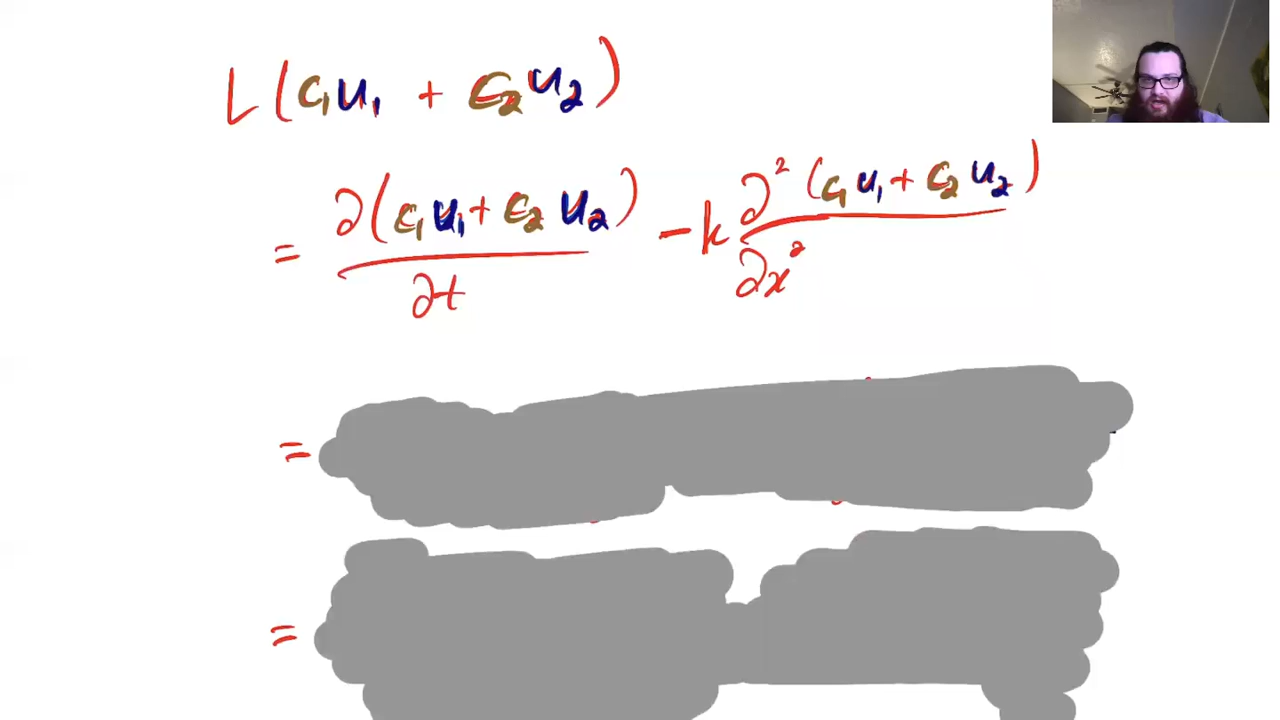 L(c₁u₁ + c₂u₂)
= ∂(c₁u₁ + c₂u₂)/∂t − k ∂²(c₁u₁ + c₂u₂)/∂x²
=
=